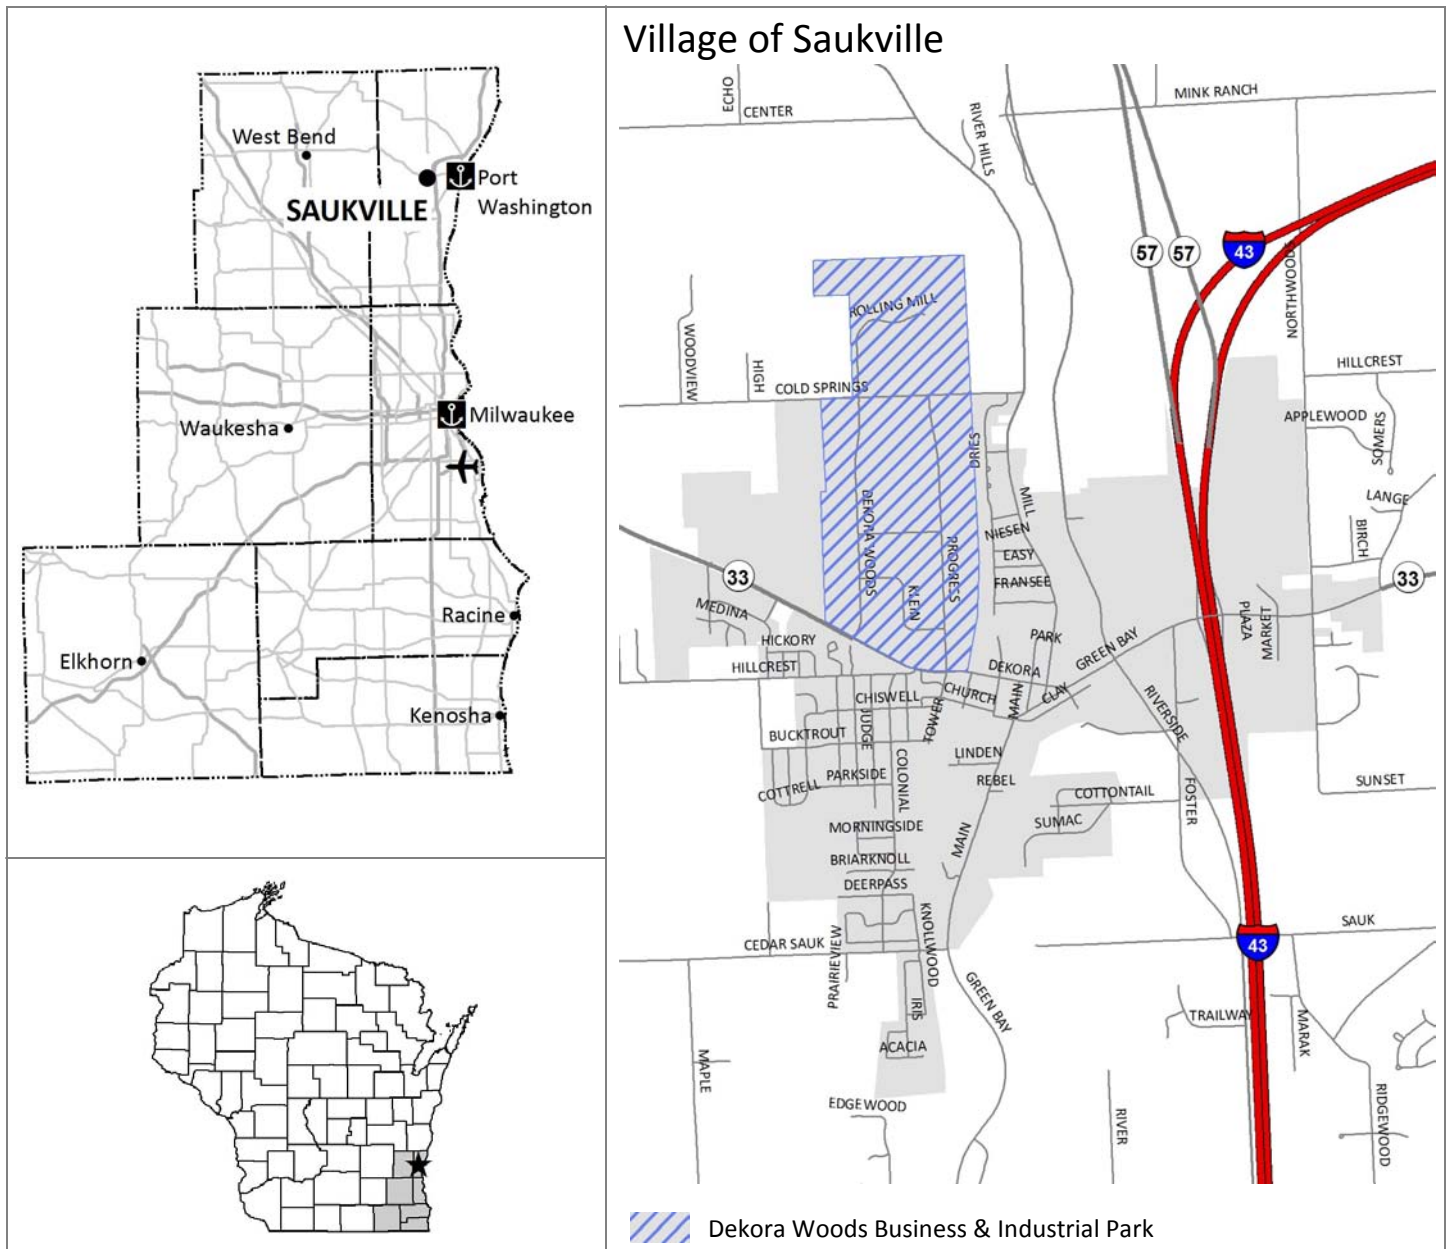 Village of Saukville
West Bend
SAUKVILLE
Port
Washington
Waukesha
Milwaukee
Racine
Elkhorn
Kenosha
ECHO
CENTER
MINK RANCH
RIVER HILLS
57
57
43
NORTHWOODS
ROLLING MILL
WOODVIEW
HIGH
COLD SPRINGS
HILLCREST
APPLEWOOD
SOMERS
DRIES
LANGE
DEKORA WOODS
MILL
NIESEN
BIRCH
EASY
PROGRESS
33
FRANSEE
33
KLEIN
MEDINA
PLAZA
MARKET
HICKORY
PARK
GREEN BAY
HILLCREST
DEKORA
CHISWELL
CHURCH
MAIN
CLAY
JUDGE
TOWER
RIVERSIDE
BUCKTROUT
LINDEN
COLONIAL
PARKSIDE
REBEL
SUNSET
COTTRELL
COTTONTAIL
FOSTER
MORNINGSIDE
SUMAC
MAIN
BRIARKNOLL
DEERPASS
KNOLLWOOD
SAUK
CEDAR SAUK
43
PRAIRIEVIEW
IRIS
GREEN BAY
TRAILWAY
MARAK
ACACIA
MAPLE
EDGEWOOD
RIVER
RIDGEWOOD
Dekora Woods Business & Industrial Park